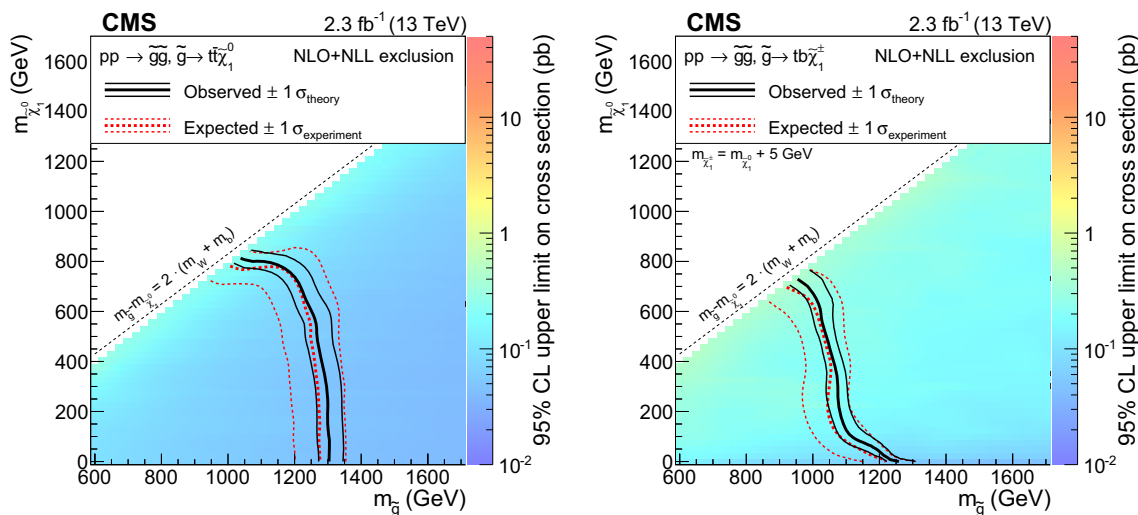 CMS 2.3 fb⁻¹ (13 TeV)
pp → g̃g̃, g̃→ tt̄χ̃₁⁰ NLO+NLL exclusion
Observed ± 1 σ_theory
Expected ± 1 σ_experiment
m_g̃-m_χ̃₁⁰ = 2 · (m_W + m_b)
m_χ̃₁⁰ (GeV)
1600
1400
1200
1000
800
600
400
200
0
600 800 1000 1200 1400 1600
m_g̃ (GeV)
10
1
10⁻¹
10⁻²
95% CL upper limit on cross section (pb)
CMS 2.3 fb⁻¹ (13 TeV)
pp → g̃g̃, g̃→ tbχ̃₁^± NLO+NLL exclusion
Observed ± 1 σ_theory
Expected ± 1 σ_experiment
m_χ̃₁^± = m_χ̃₁⁰ + 5 GeV
m_g̃-m_χ̃₁⁰ = 2 · (m_W + m_b)
m_χ̃₁⁰ (GeV)
1600
1400
1200
1000
800
600
400
200
0
600 800 1000 1200 1400 1600
m_g̃ (GeV)
10
1
10⁻¹
10⁻²
95% CL upper limit on cross section (pb)